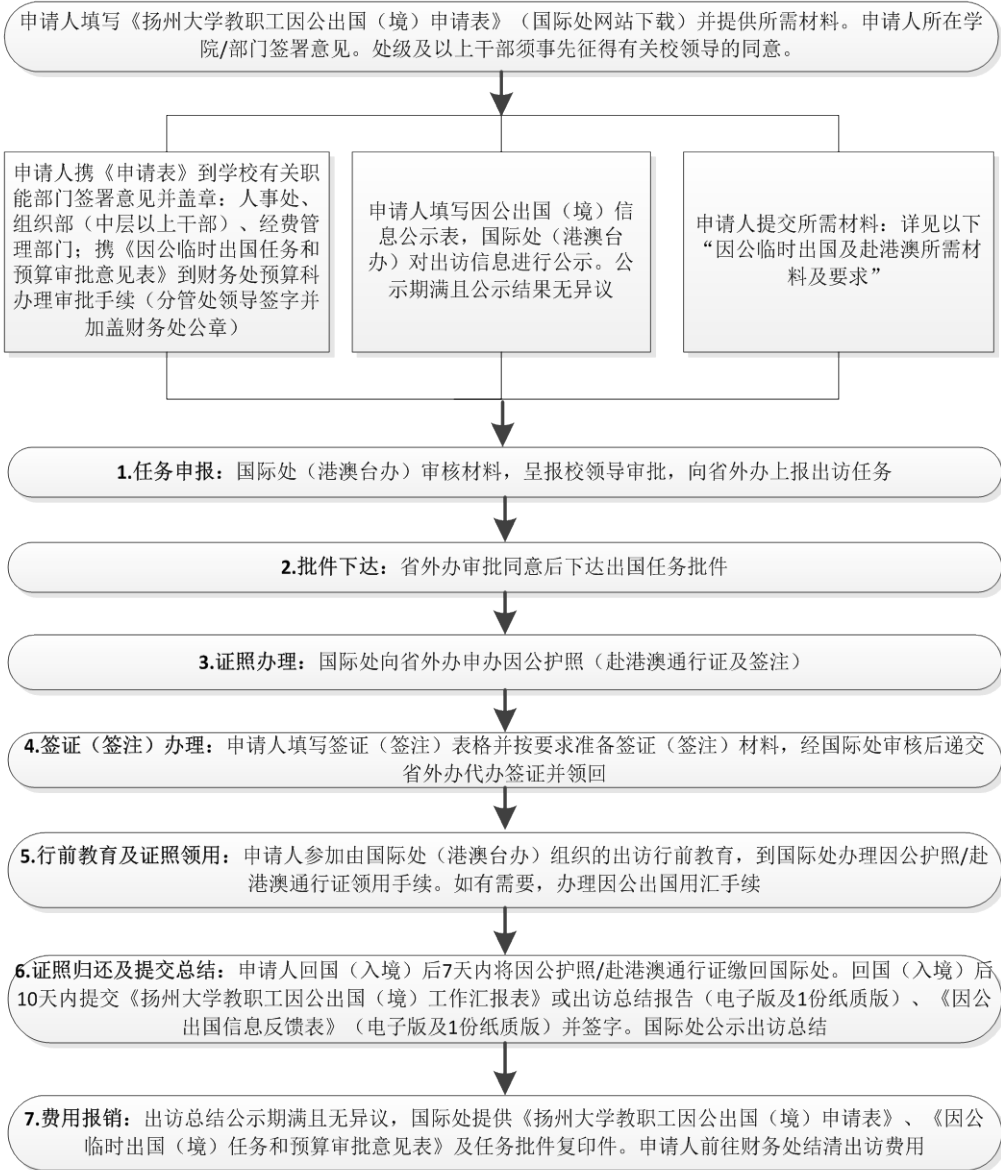 申请人填写《扬州大学教职工因公出国（境）申请表》（国际处网站下载）并提供所需材料。申请人所在学
院/部门签署意见。处级及以上干部须事先征得有关校领导的同意。
申请人携《申请表》到学校有关职
能部门签署意见并盖章：人事处、
组织部（中层以上干部）、经费管
理部门；携《因公临时出国任务和
预算审批意见表》到财务处预算科
办理审批手续（分管处领导签字并
加盖财务处公章）
申请人填写因公出国（境）信
息公示表，国际处（港澳台
办）对出访信息进行公示。公
示期满且公示结果无异议
申请人提交所需材料：详见以下
“因公临时出国及赴港澳所需材
料及要求”
1.任务申报：国际处（港澳台办）审核材料，呈报校领导审批，向省外办上报出访任务
2.批件下达：省外办审批同意后下达出国任务批件
3.证照办理：国际处向省外办申办因公护照（赴港澳通行证及签注）
4.签证（签注）办理：申请人填写签证（签注）表格并按要求准备签证（签注）材料，经国际处审核后递交
省外办代办签证并领回
5.行前教育及证照领用：申请人参加由国际处（港澳台办）组织的出访行前教育，到国际处办理因公护照/赴
港澳通行证领用手续。如有需要，办理因公出国用汇手续
6.证照归还及提交总结：申请人回国（入境）后7天内将因公护照/赴港澳通行证缴回国际处。回国（入境）后
10天内提交《扬州大学教职工因公出国（境）工作汇报表》或出访总结报告（电子版及1份纸质版）、《因公
出国信息反馈表》（电子版及1份纸质版）并签字。国际处公示出访总结
7.费用报销：出访总结公示期满且无异议，国际处提供《扬州大学教职工因公出国（境）申请表》、《因公
临时出国（境）任务和预算审批意见表》及任务批件复印件。申请人前往财务处结清出访费用